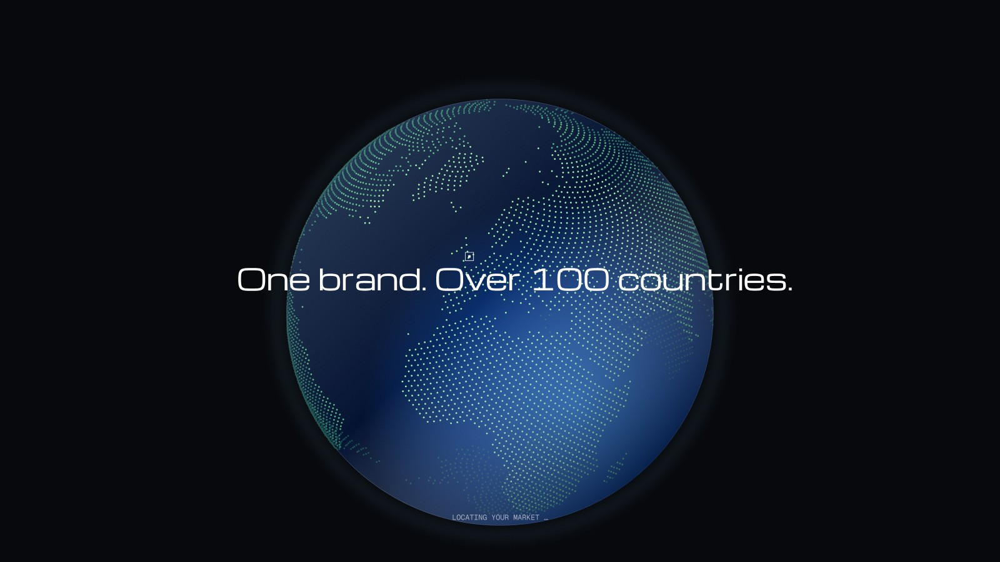 One brand. Over 100 countries.
LOCATING YOUR MARKET …